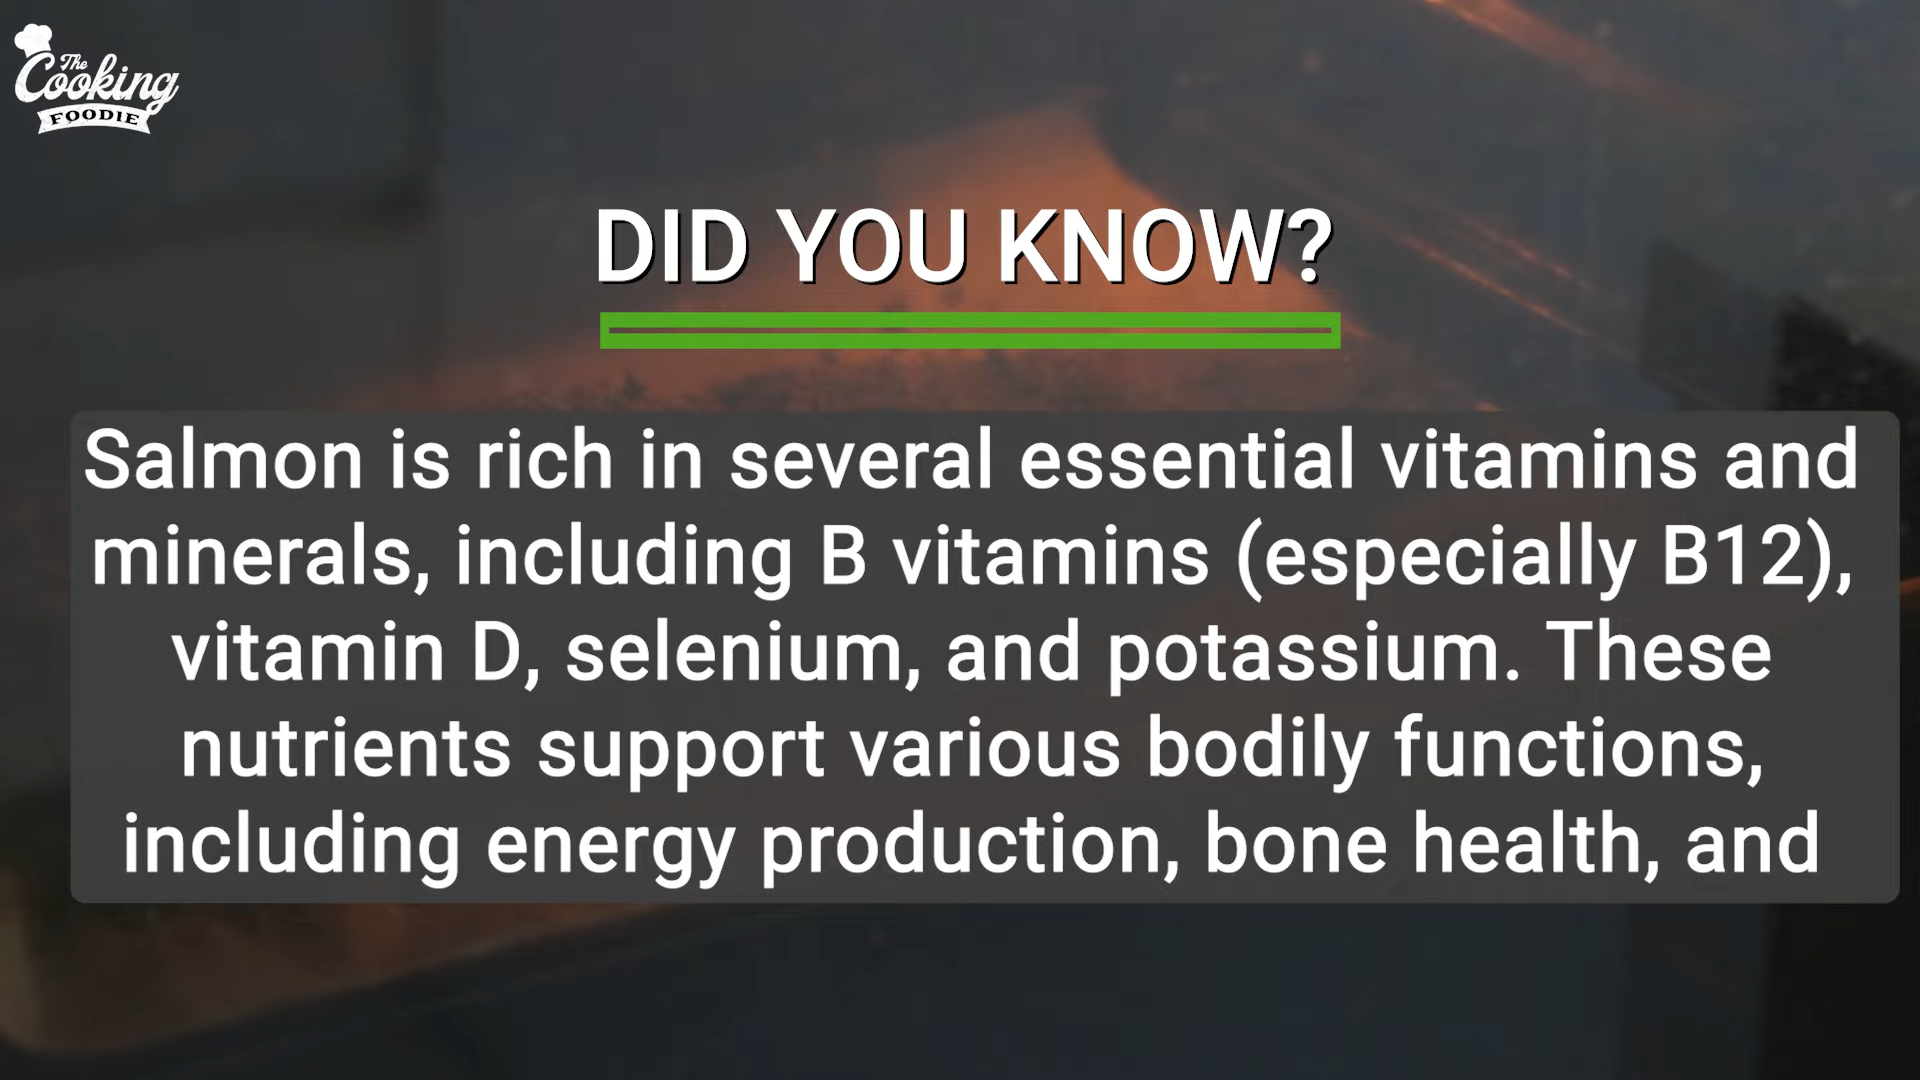 The
Cooking
FOODIE
DID YOU KNOW?
Salmon is rich in several essential vitamins and
minerals, including B vitamins (especially B12),
vitamin D, selenium, and potassium. These
nutrients support various bodily functions,
including energy production, bone health, and